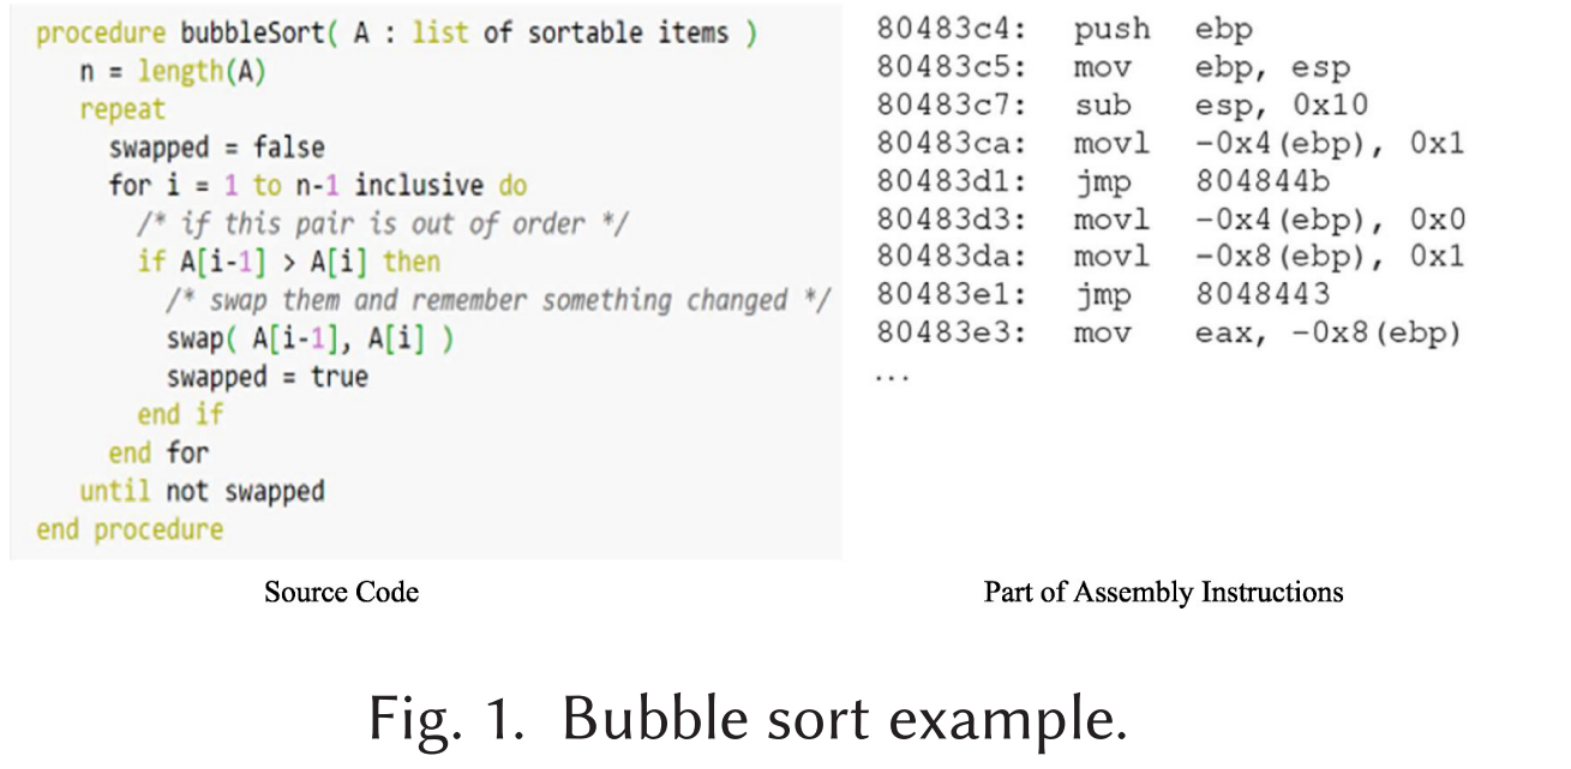 procedure bubbleSort( A : list of sortable items )
n = length(A)
repeat
swapped = false
for i = 1 to n-1 inclusive do
/* if this pair is out of order */
if A[i-1] > A[i] then
/* swap them and remember something changed */
swap( A[i-1], A[i] )
swapped = true
end if
end for
until not swapped
end procedure
Source Code
80483c4: push ebp
80483c5: mov ebp, esp
80483c7: sub esp, 0x10
80483ca: movl -0x4(ebp), 0x1
80483d1: jmp 804844b
80483d3: movl -0x4(ebp), 0x0
80483da: movl -0x8(ebp), 0x1
80483e1: jmp 8048443
80483e3: mov eax, -0x8(ebp)
...
Part of Assembly Instructions
Fig. 1. Bubble sort example.